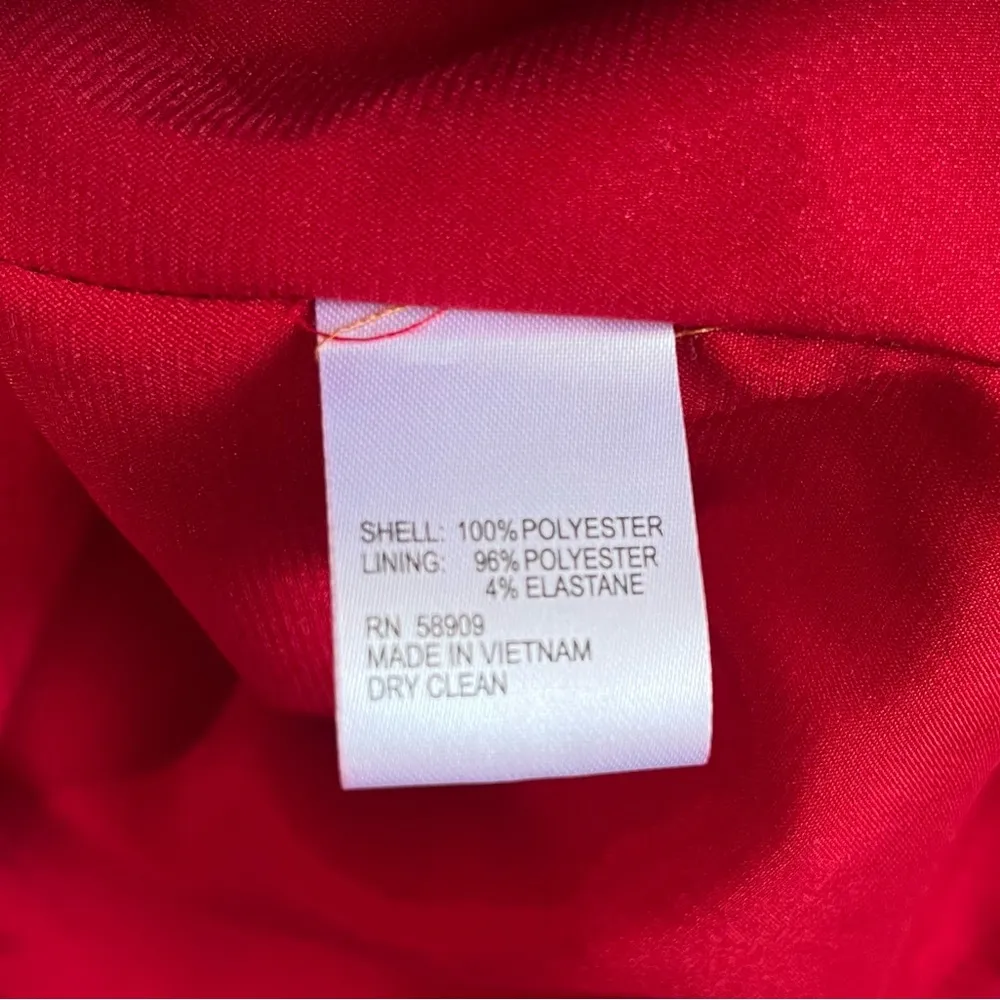 SHELL: 100% POLYESTER
LINING: 96% POLYESTER
4% ELASTANE
RN 58909
MADE IN VIETNAM
DRY CLEAN